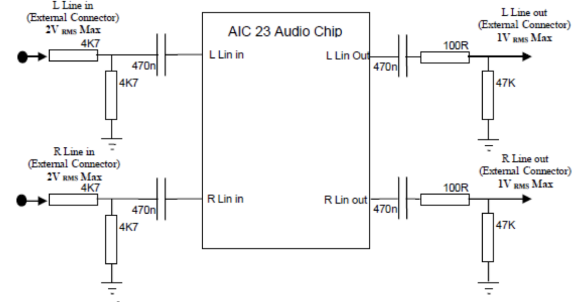 L Line in
(External Connector)
2V RMS Max
4K7
470n
4K7
AIC 23 Audio Chip
L Lin in
L Lin Out
470n
100R
L Line out
(External Connector)
1V RMS Max
47K
R Line in
(External Connector)
2V RMS Max
4K7
470n
4K7
R Lin in
R Lin out
470n
100R
R Line out
(External Connector)
1V RMS Max
47K